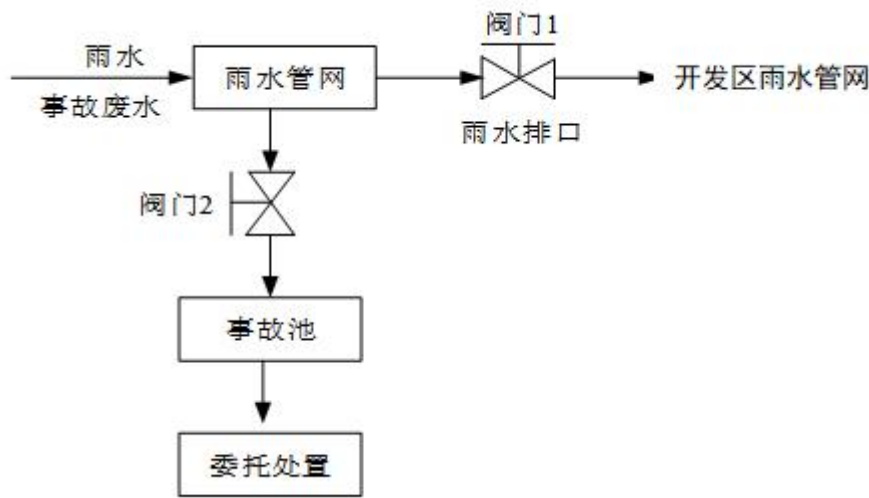 阀门1
雨水
雨水管网
开发区雨水管网
事故废水
雨水排口
阀门2
事故池
委托处置